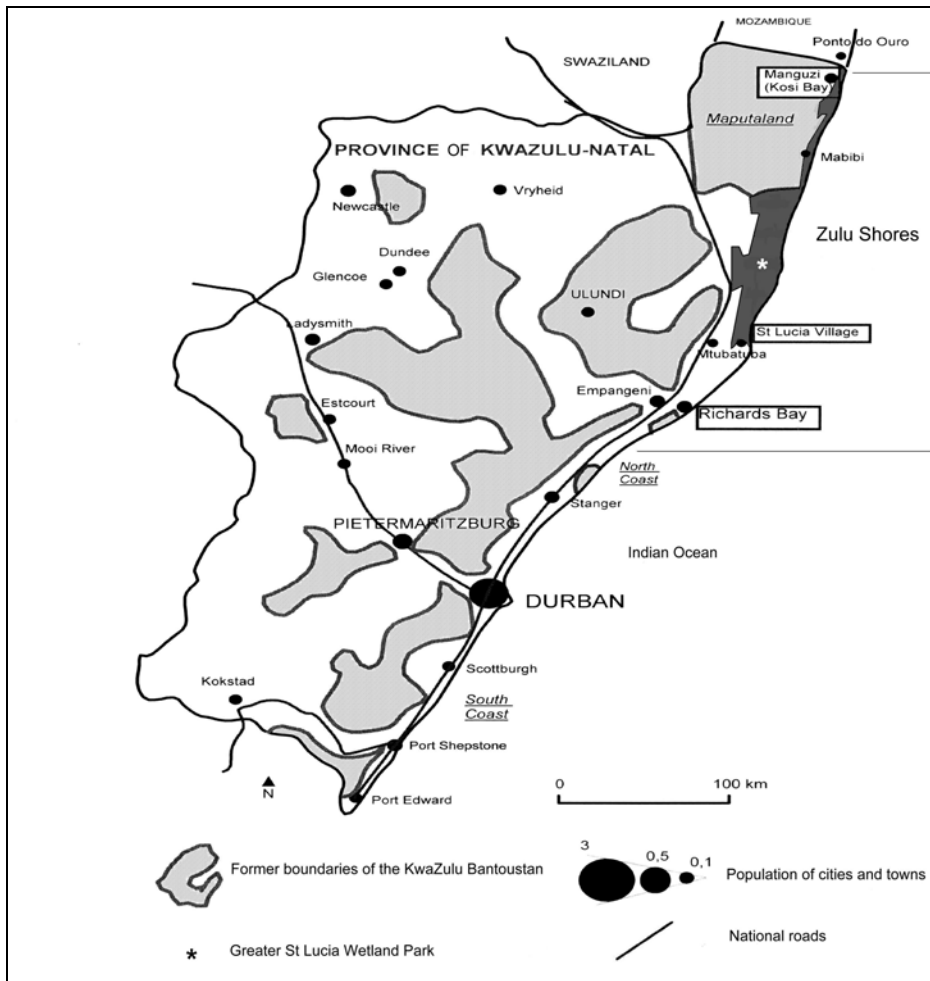 MOZAMBIQUE
Ponto do Ouro
SWAZILAND
Manguzi
(Kosi Bay)
Maputaland
PROVINCE OF KWAZULU-NATAL
Mabibi
Newcastle
Vryheid
Zulu Shores
Dundee
Glencoe
*
ULUNDI
Ladysmith
St Lucia Village
Mtubatuba
Empangeni
Estcourt
Richards Bay
Mooi River
North
Coast
Stanger
PIETERMARITZBURG
Indian Ocean
DURBAN
Scottburgh
Kokstad
South
Coast
Port Shepstone
N
0 100 km
Port Edward
3 0,5 0,1
Former boundaries of the KwaZulu Bantoustan
Population of cities and towns
* Greater St Lucia Wetland Park
National roads